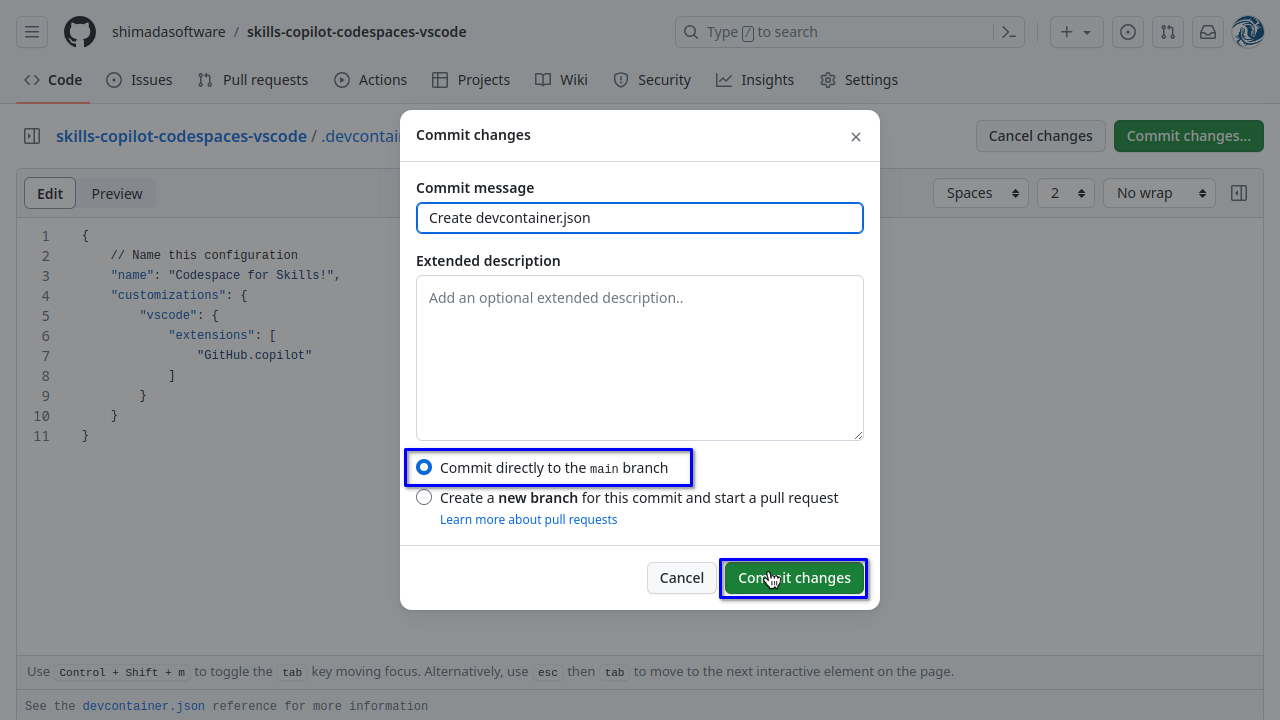 shimadasoftware / skills-copilot-codespaces-vscode
Type / to search
Code Issues Pull requests Actions Projects Wiki Security Insights Settings
skills-copilot-codespaces-vscode / .devcontai
Cancel changes Commit changes...
Edit Preview
Spaces 2 No wrap
1 {
2 // Name this configuration
3 "name": "Codespace for Skills!",
4 "customizations": {
5 "vscode": {
6 "extensions": [
7 "GitHub.copilot"
8 ]
9 }
10 }
11 }
Commit changes
Commit message
Create devcontainer.json
Extended description
Add an optional extended description..
Commit directly to the main branch
Create a new branch for this commit and start a pull request
Learn more about pull requests
Cancel Commit changes
Use Control + Shift + m to toggle the tab key moving focus. Alternatively, use esc then tab to move to the next interactive element on the page.
See the devcontainer.json reference for more information